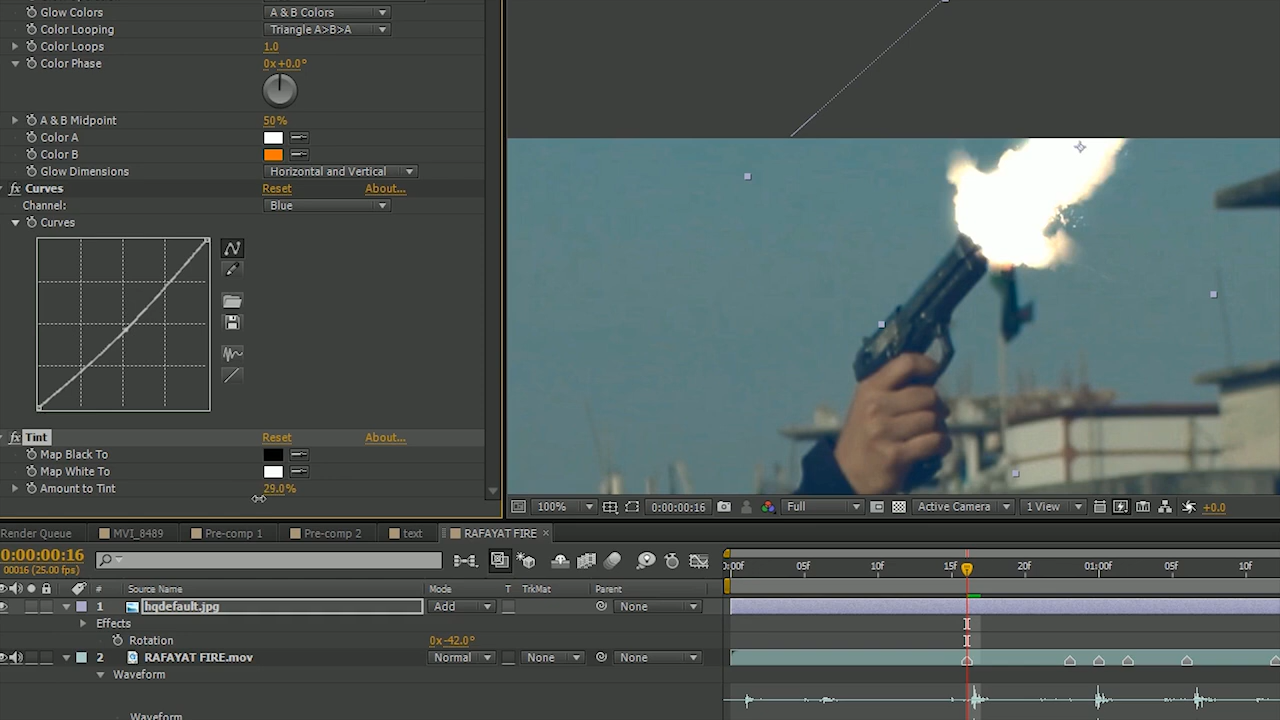 Glow Colors A & B Colors
Color Looping Triangle A>B>A
Color Loops 1.0
Color Phase 0x+0.0°
A & B Midpoint 50%
Color A
Color B
Glow Dimensions Horizontal and Vertical
fx Curves Reset About...
Channel: Blue
Curves
fx Tint Reset About...
Map Black To
Map White To
Amount to Tint 29.0%
100% 0:00:00:16 Full Active Camera 1 View +0.0
Render Queue MVI_8489 Pre-comp 1 Pre-comp 2 text RAFAYAT FIRE ×
0:00:00:16
00016 (25.00 fps)
0:00f 05f 10f 15f 20f 01:00f 05f 10f
# Source Name Mode T TrkMat Parent
1 hqdefault.jpg Add None
Effects
Rotation 0x-42.0°
2 RAFAYAT FIRE.mov Normal None None
Waveform
Waveform